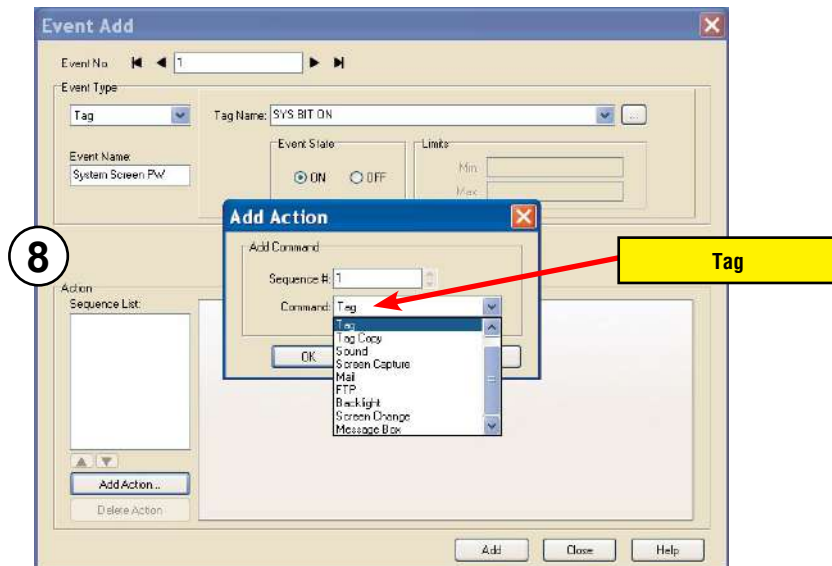 Event Add
Event No 1
Event Type
Tag
Tag Name: SYS BIT ON
...
Event State
Limits
Event Name:
System Screen PW
ON OFF
Min
Max
Add Action
Add Command
8
Sequence #: 1
Tag
Action
Sequence List:
Command: Tag
Tag
Tag Copy
OK
Sound
Screen Capture
Mail
FTP
Backlight
Screen Change
Message Box
Add Action...
Delete Action
Add Close Help